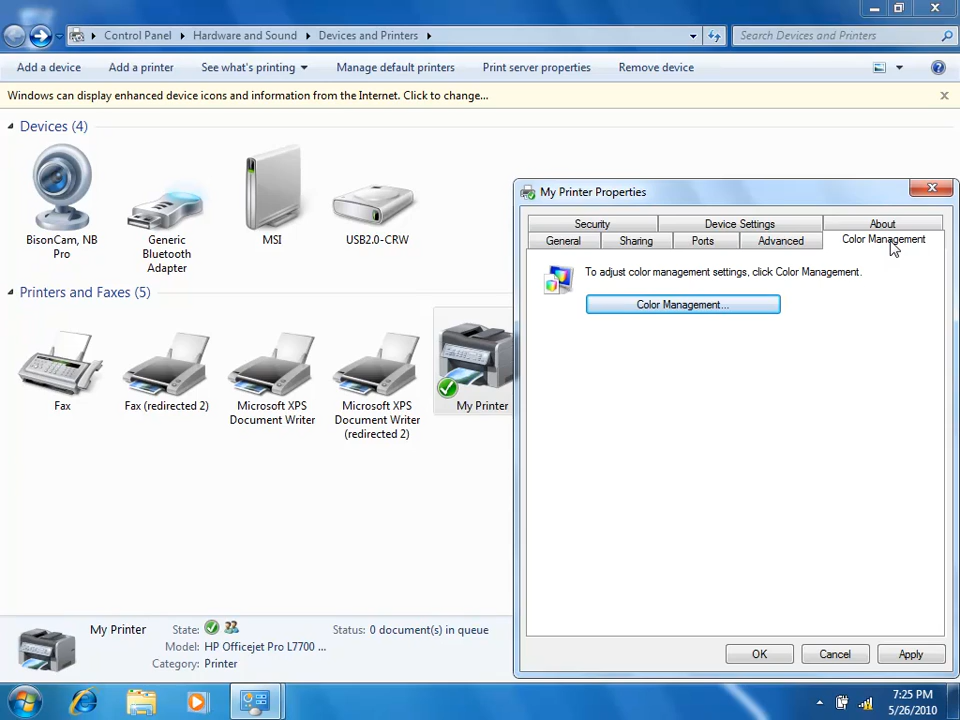 Control Panel Hardware and Sound Devices and Printers Search Devices and Printers
Add a device Add a printer See what's printing Manage default printers Print server properties Remove device
Windows can display enhanced device icons and information from the Internet. Click to change...
Devices (4)
BisonCam, NB Pro
Generic Bluetooth Adapter
MSI
USB2.0-CRW
Printers and Faxes (5)
Fax
Fax (redirected 2)
Microsoft XPS Document Writer
Microsoft XPS Document Writer (redirected 2)
My Printer
My Printer Properties
Security Device Settings About
General Sharing Ports Advanced Color Management
To adjust color management settings, click Color Management.
Color Management...
OK Cancel Apply
My Printer State: Status: 0 document(s) in queue
Model: HP Officejet Pro L7700 ...
Category: Printer
7:25 PM
5/26/2010